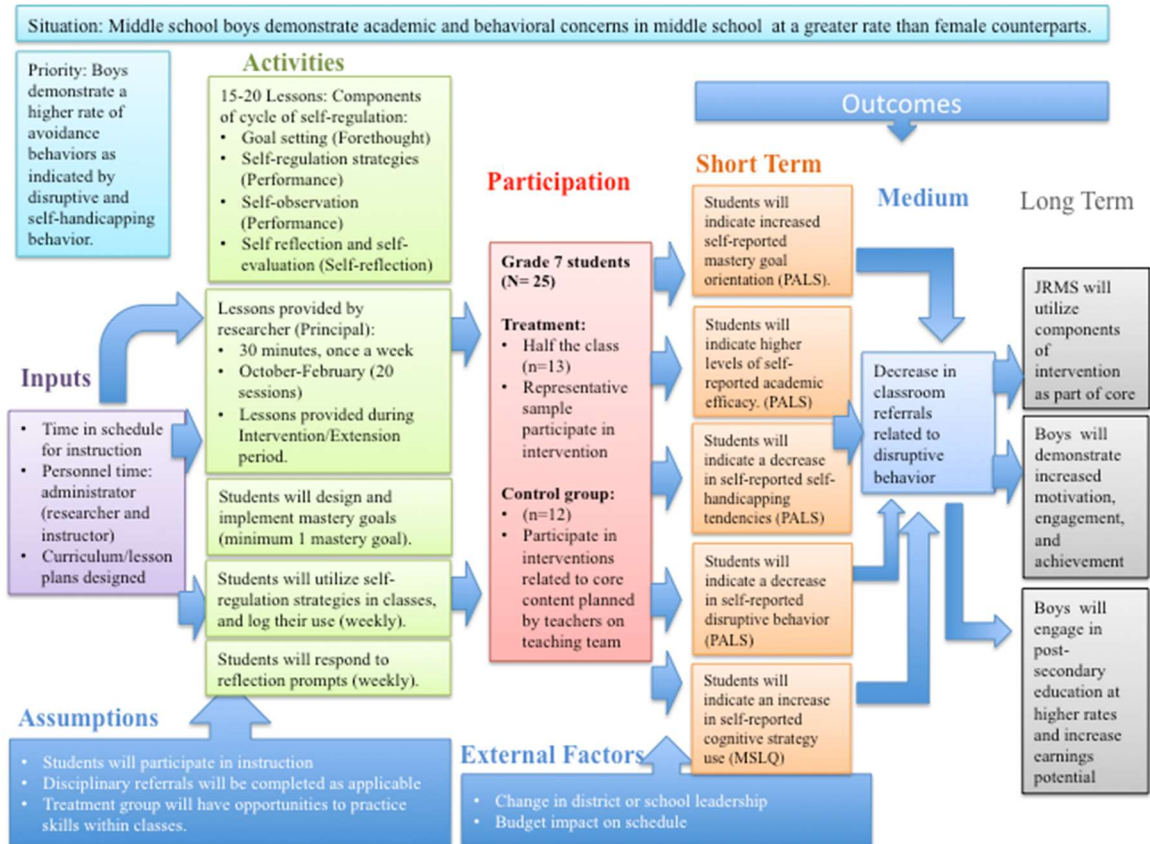 Situation: Middle school boys demonstrate academic and behavioral concerns in middle school at a greater rate than female counterparts.
Priority: Boys
demonstrate a
higher rate of
avoidance
behaviors as
indicated by
disruptive and
self-handicapping
behavior.
Inputs
• Time in schedule
for instruction
• Personnel time:
administrator
(researcher and
instructor)
• Curriculum/lesson
plans designed
Activities
15-20 Lessons: Components
of cycle of self-regulation:
• Goal setting (Forethought)
• Self-regulation strategies
(Performance)
• Self-observation
(Performance)
• Self reflection and self-
evaluation (Self-reflection)
Lessons provided by
researcher (Principal):
• 30 minutes, once a week
• October-February (20
sessions)
• Lessons provided during
Intervention/Extension
period.
Students will design and
implement mastery goals
(minimum 1 mastery goal).
Students will utilize self-
regulation strategies in classes,
and log their use (weekly).
Students will respond to
reflection prompts (weekly).
Participation
Grade 7 students
(N= 25)
Treatment:
• Half the class
(n=13)
• Representative
sample
participate in
intervention
Control group:
• (n=12)
• Participate in
interventions
related to core
content planned
by teachers on
teaching team
Outcomes
Short Term
Students will
indicate increased
self-reported
mastery goal
orientation (PALS).
Students will
indicate higher
levels of self-
reported academic
efficacy. (PALS)
Students will
indicate a decrease
in self-reported self-
handicapping
tendencies (PALS)
Students will
indicate a decrease
in self-reported
disruptive behavior
(PALS)
Students will
indicate an increase
in self-reported
cognitive strategy
use (MSLQ)
Medium
Decrease in
classroom
referrals
related to
disruptive
behavior
Long Term
JRMS will
utilize
components
of
intervention
as part of core
Boys will
demonstrate
increased
motivation,
engagement,
and
achievement
Boys will
engage in
post-
secondary
education at
higher rates
and increase
earnings
potential
Assumptions
• Students will participate in instruction
• Disciplinary referrals will be completed as applicable
• Treatment group will have opportunities to practice
skills within classes.
External Factors
• Change in district or school leadership
• Budget impact on schedule